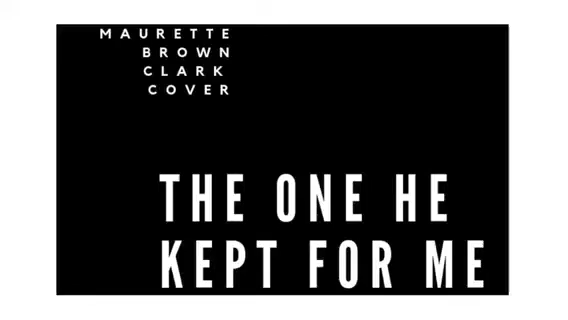 MAURETTE
BROWN
CLARK
COVER
THE ONE HE
KEPT FOR ME